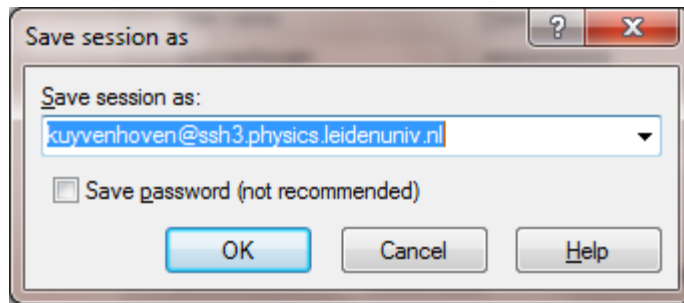 Save session as
Save session as:
kuyvenhoven@ssh3.physics.leidenuniv.nl
Save password (not recommended)
OK Cancel Help